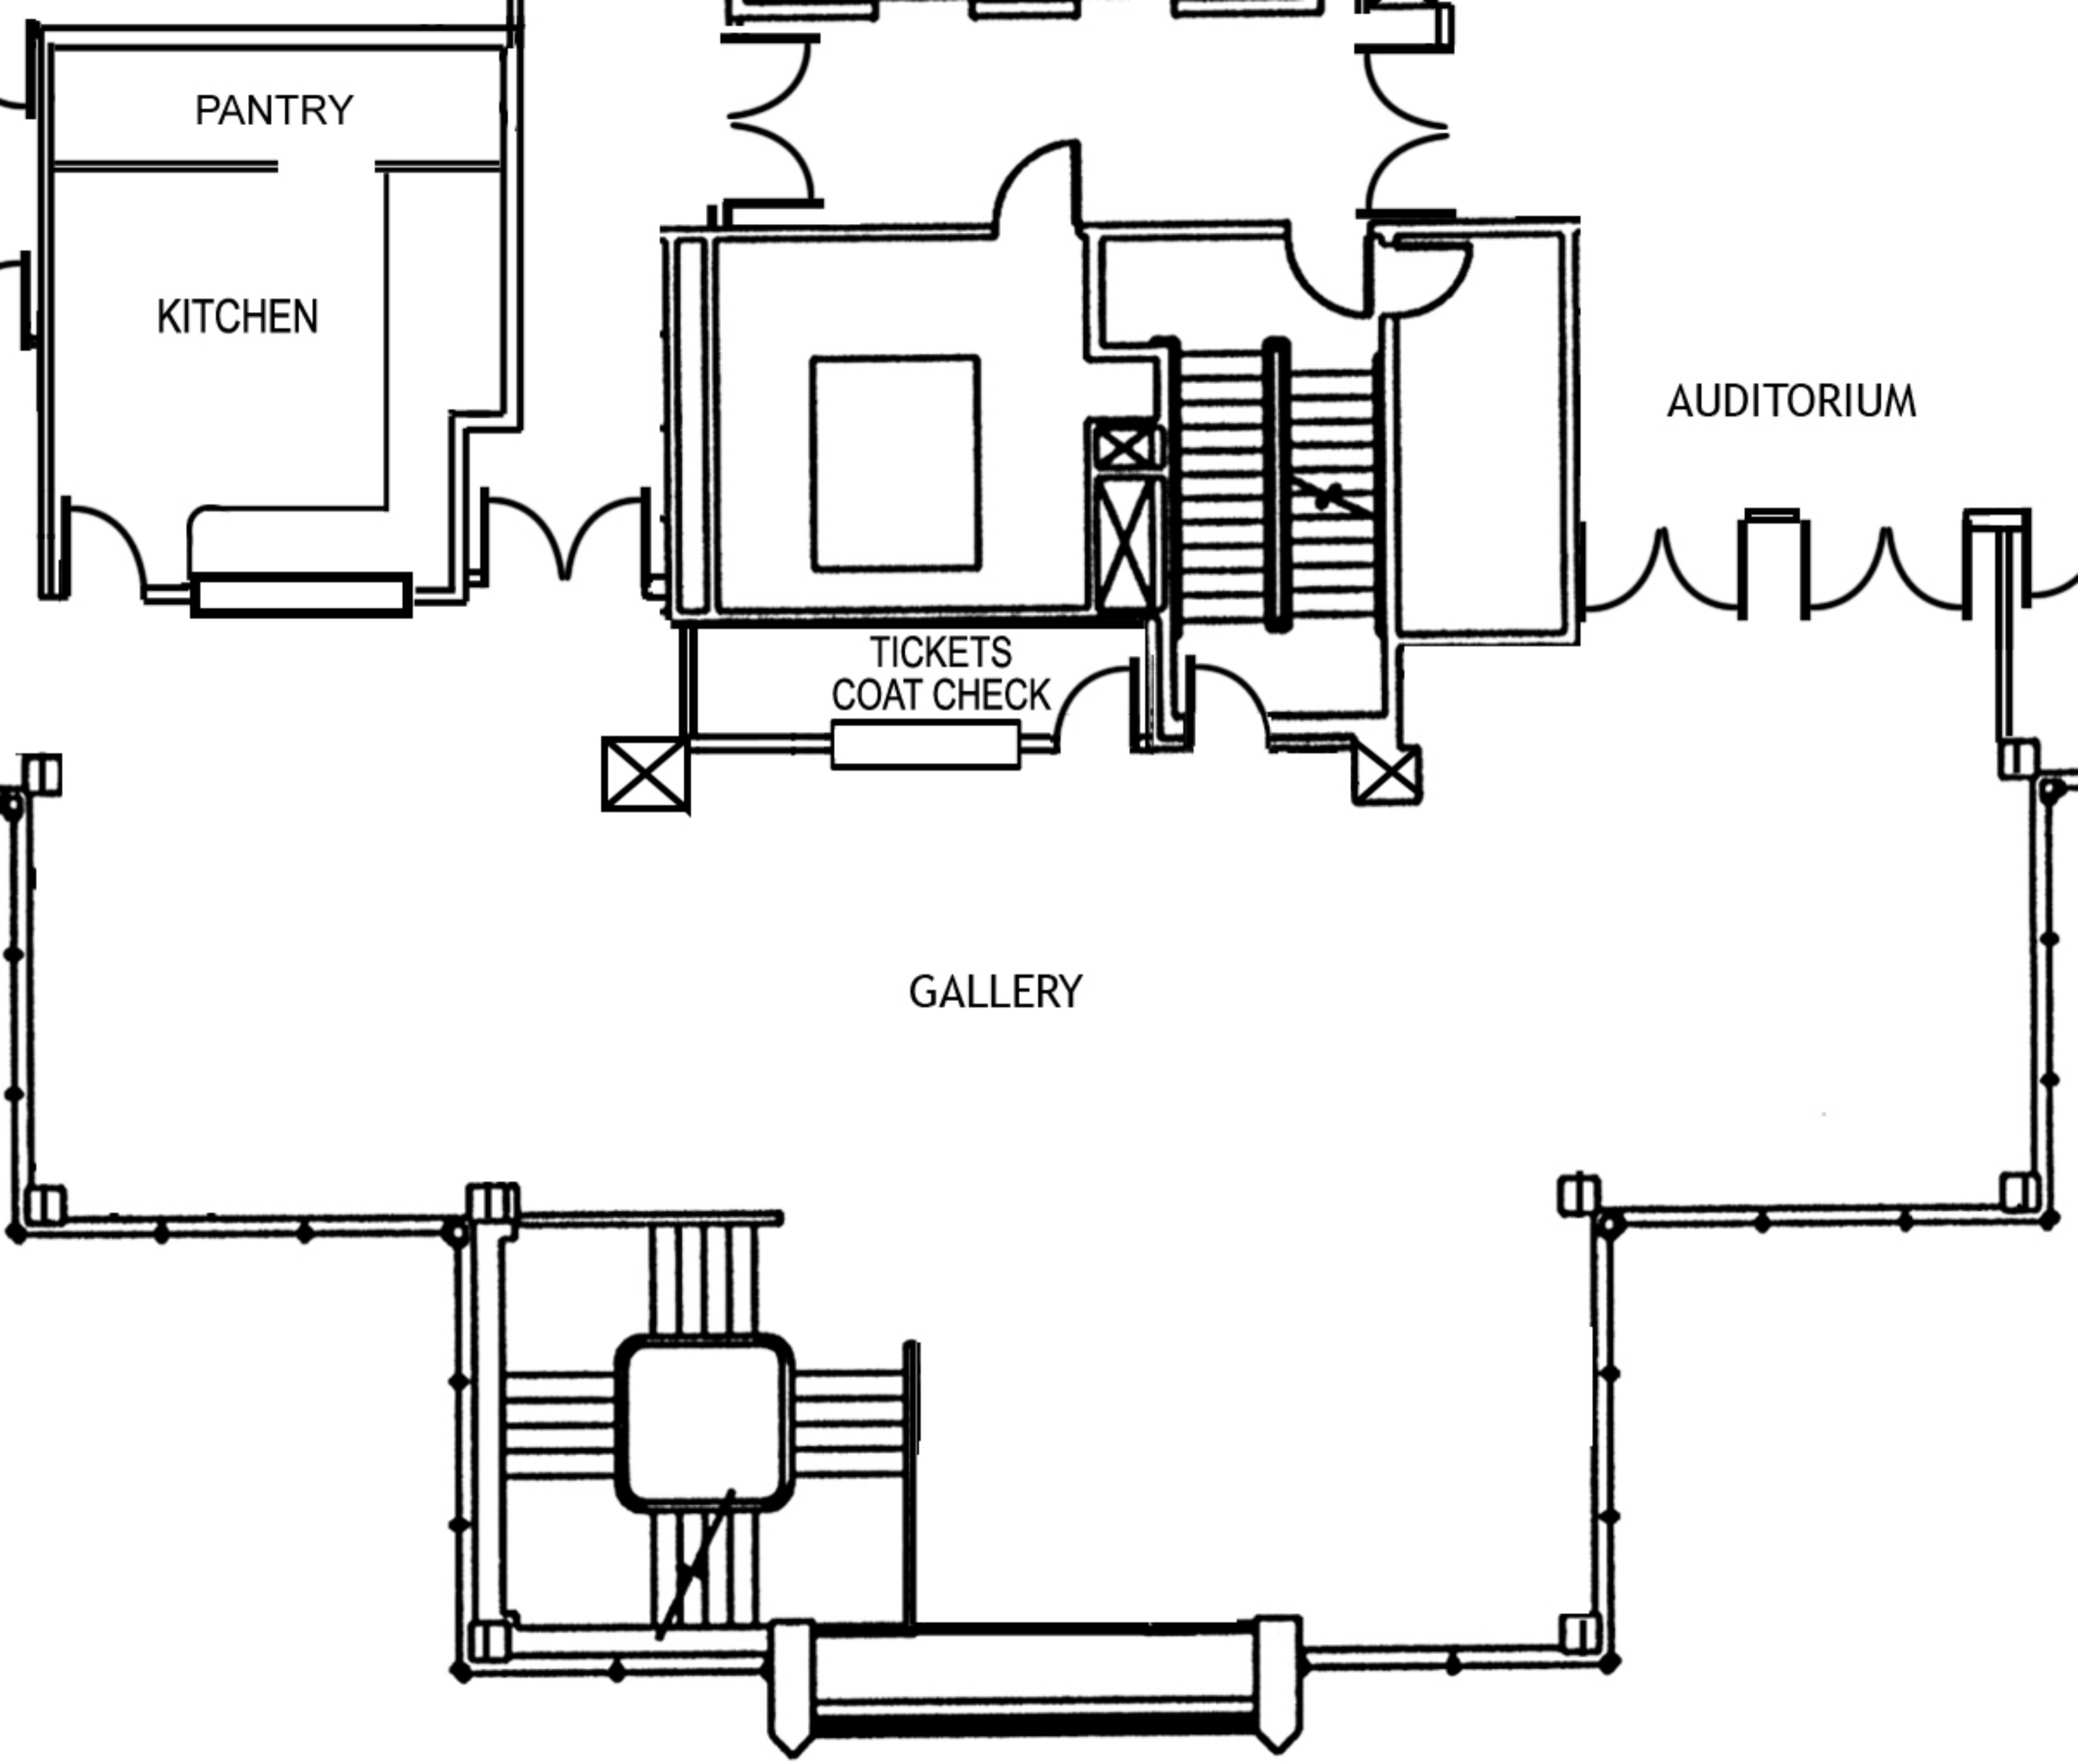 PANTRY
KITCHEN
AUDITORIUM
TICKETS
COAT CHECK
GALLERY